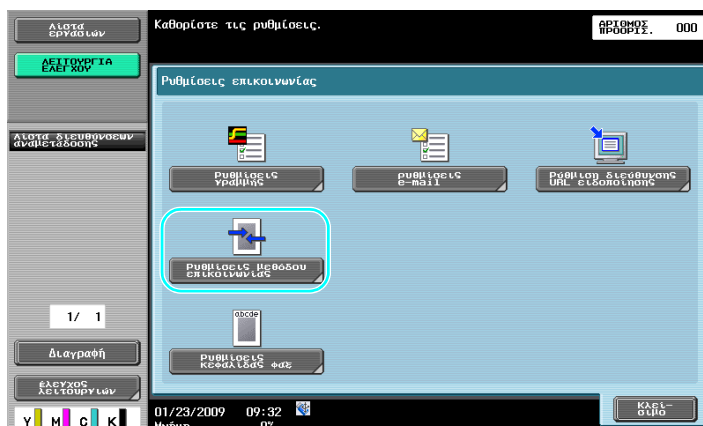 Λίστα
εργασιών
Καθορίστε τις ρυθμίσεις.
ΑΡΙΘΜΟΣ
ΠΡΟΟΡΙΣ.
000
ΛΕΙΤΟΥΡΓΙΑ
ΕΛΕΓΧΟΥ
Ρυθμίσεις επικοινωνίας
Λίστα διευθύνσεων
αναμετάδοσης
Ρυθμίσεις
γραμμής
ρυθμίσεις
e-mail
Ρύθμιση διεύθυνσης
URL ειδοποίησης
Ρυθμίσεις μεθόδου
επικοινωνίας
abcde
Ρυθμίσεις
κεφαλίδας φαξ
1/ 1
Διαγραφή
έλεγχος
λειτουργιών
01/23/2009 09:32
Μνήμη 0%
Κλεί-
σιμο
Y M C K